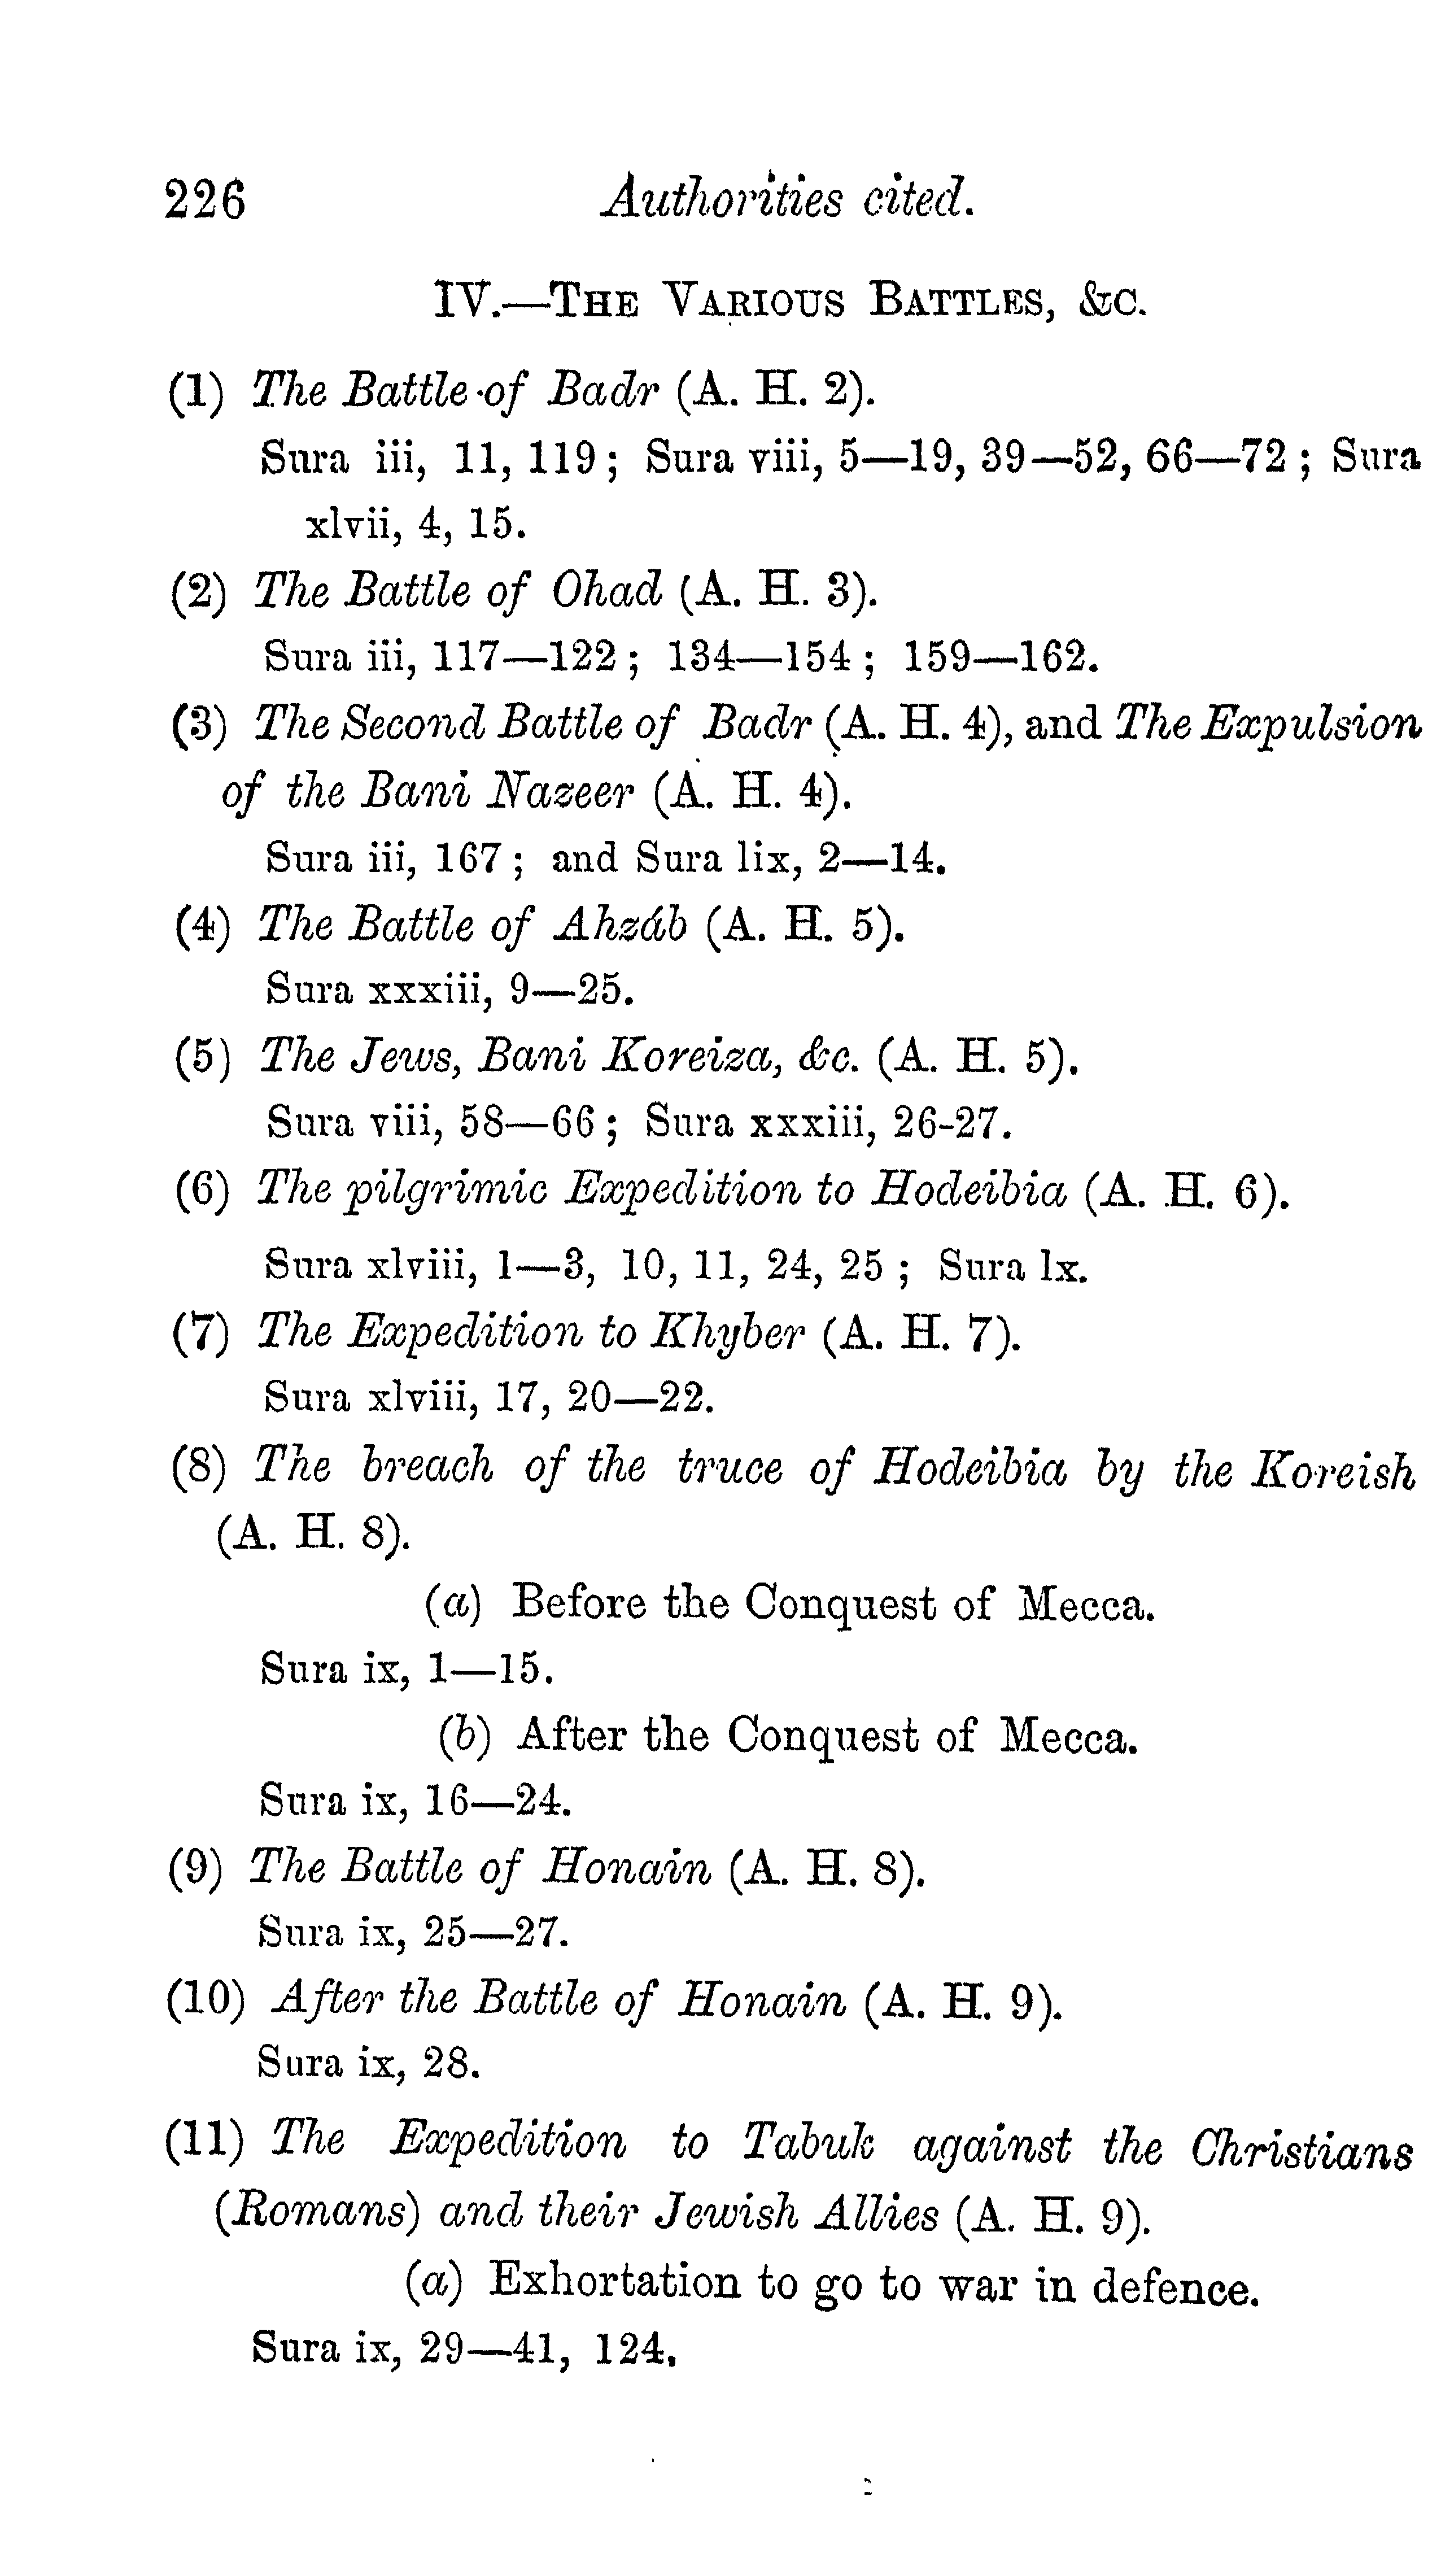 226 Authorities cited.
IV.—THE VARIOUS BATTLES, &C.
(1) The Battle of Badr (A. H. 2).
Sura iii, 11, 119; Sura viii, 5—19, 39—52, 66—72; Sura
xlvii, 4, 15.
(2) The Battle of Ohad (A. H. 3).
Sura iii, 117—122; 134—154; 159—162.
(3) The Second Battle of Badr (A. H. 4), and The Expulsion
of the Bani Nazeer (A. H. 4).
Sura iii, 167; and Sura lix, 2—14.
(4) The Battle of Ahzáb (A. H. 5).
Sura xxxiii, 9—25.
(5) The Jews, Bani Koreiza, &c. (A. H. 5).
Sura viii, 58—66; Sura xxxiii, 26-27.
(6) The pilgrimic Expedition to Hodeibia (A. H. 6).
Sura xlviii, 1—3, 10, 11, 24, 25; Sura lx.
(7) The Expedition to Khyber (A. H. 7).
Sura xlviii, 17, 20—22.
(8) The breach of the truce of Hodeibia by the Koreish
(A. H. 8).
(a) Before the Conquest of Mecca.
Sura ix, 1—15.
(b) After the Conquest of Mecca.
Sura ix, 16—24.
(9) The Battle of Honain (A. H. 8).
Sura ix, 25—27.
(10) After the Battle of Honain (A. H. 9).
Sura ix, 28.
(11) The Expedition to Tabuk against the Christians
(Romans) and their Jewish Allies (A. H. 9).
(a) Exhortation to go to war in defence.
Sura ix, 29—41, 124.